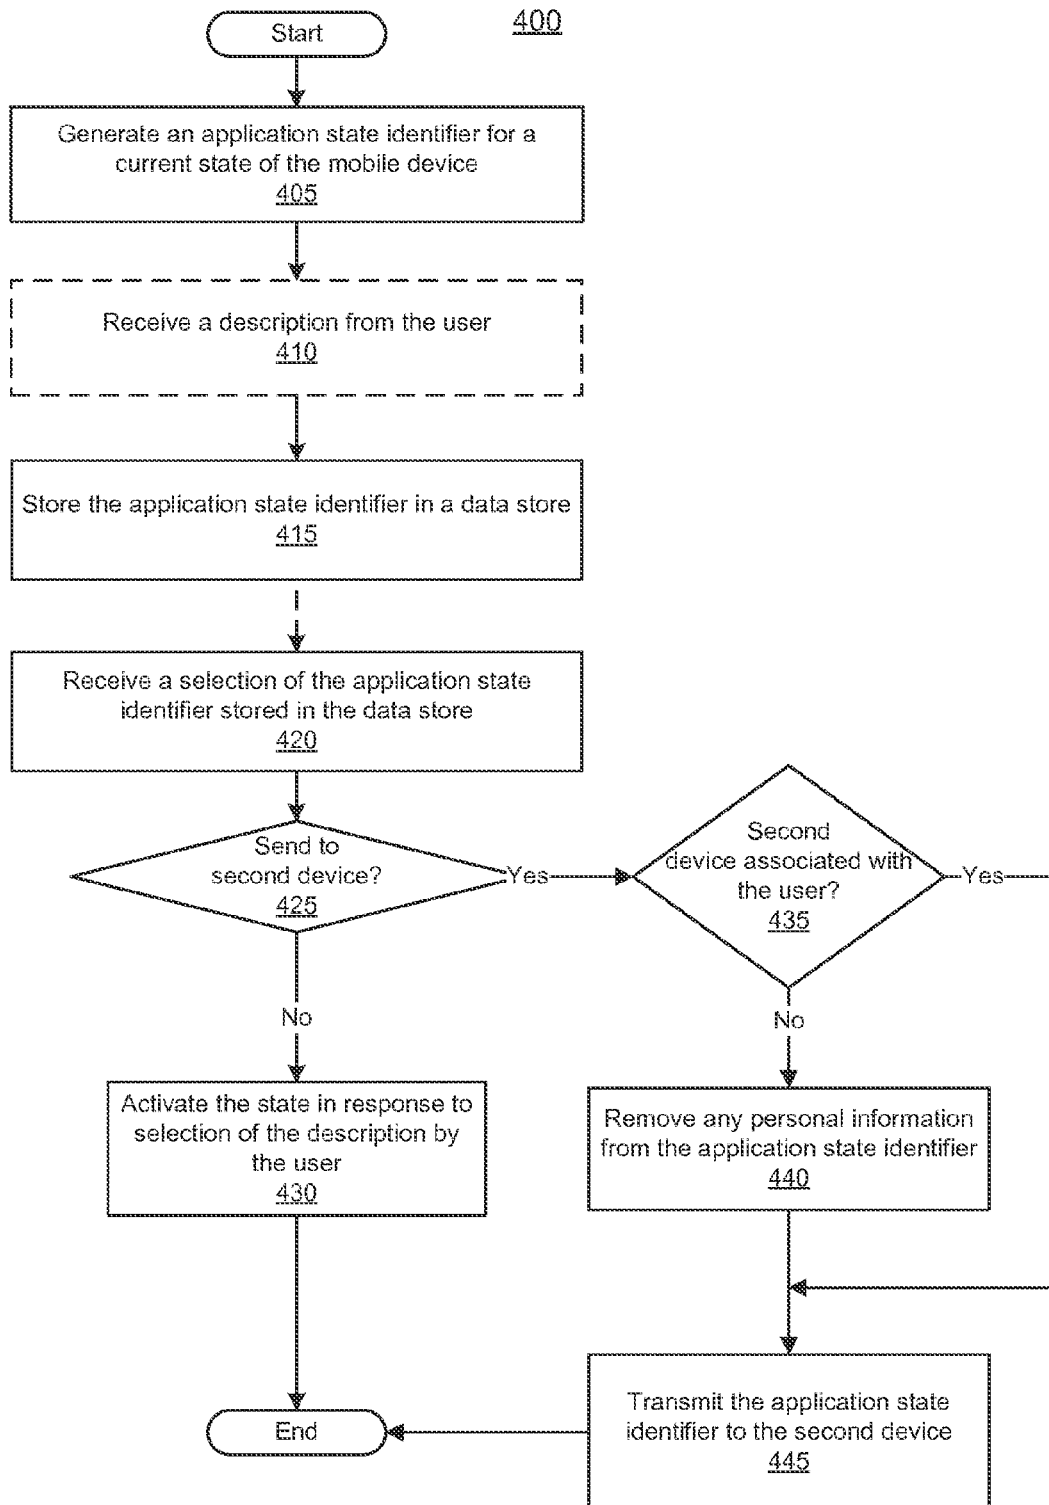 400
Start
Generate an application state identifier for a
current state of the mobile device
405
Receive a description from the user
410
Store the application state identifier in a data store
415
Receive a selection of the application state
identifier stored in the data store
420
Send to
second device?
425
Yes
Second
device associated with
the user?
435
Yes
No
No
Activate the state in response to
selection of the description by
the user
430
Remove any personal information
from the application state identifier
440
Transmit the application state
identifier to the second device
445
End